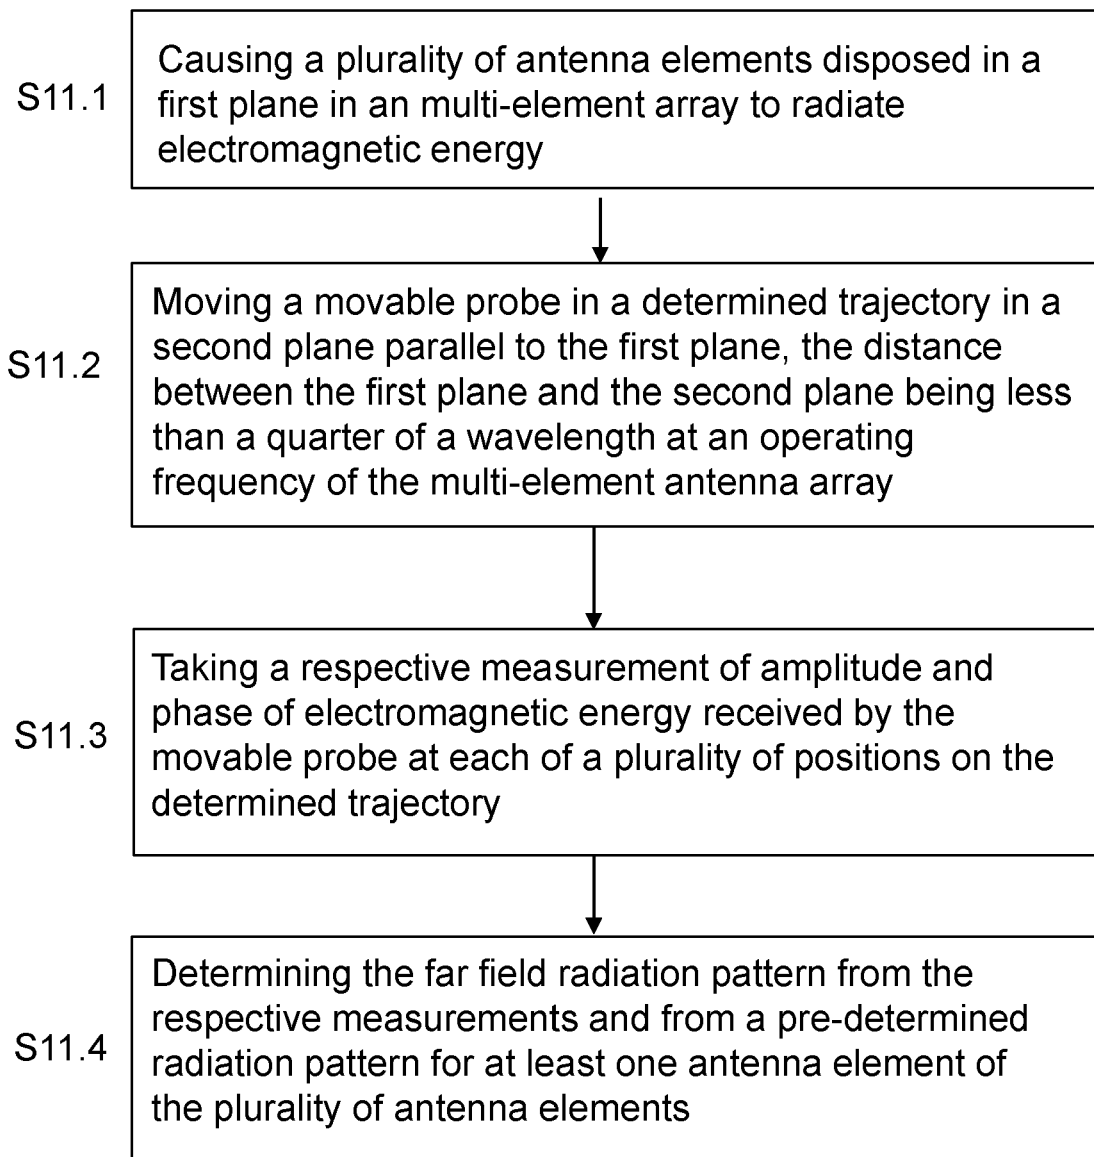 S11.1
Causing a plurality of antenna elements disposed in a
first plane in an multi-element array to radiate
electromagnetic energy
S11.2
Moving a movable probe in a determined trajectory in a
second plane parallel to the first plane, the distance
between the first plane and the second plane being less
than a quarter of a wavelength at an operating
frequency of the multi-element antenna array
S11.3
Taking a respective measurement of amplitude and
phase of electromagnetic energy received by the
movable probe at each of a plurality of positions on the
determined trajectory
S11.4
Determining the far field radiation pattern from the
respective measurements and from a pre-determined
radiation pattern for at least one antenna element of
the plurality of antenna elements